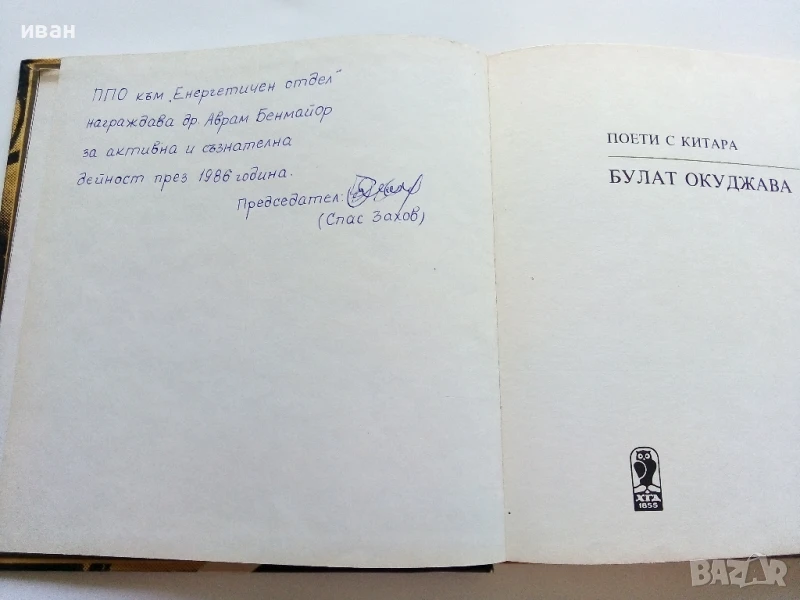 иван
ППО към „Енергетичен отдел"
награждава др. Аврам Бенмайор
за активна и съзнателна
дейност през 1986 година.
Председател:
(Спас Захов)
ПОЕТИ С КИТАРА
БУЛАТ ОКУДЖАВА
ХГД
1855
BAZAR